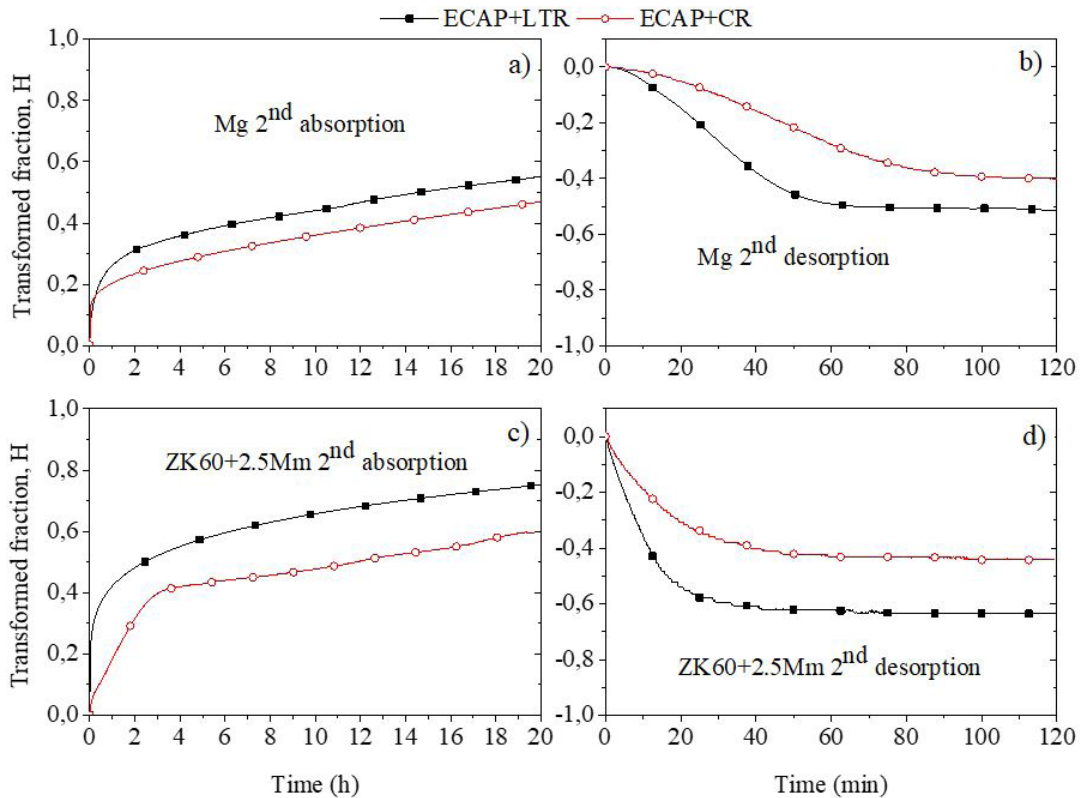 ECAP+LTR ECAP+CR
Transformed fraction, H
1,0
0,8
0,6
0,4
0,2
0,0
a)
Mg 2nd absorption
0 2 4 6 8 10 12 14 16 18 20
0,0
-0,2
-0,4
-0,6
-0,8
-1,0
b)
Mg 2nd desorption
0 20 40 60 80 100 120
Transformed fraction, H
1,0
0,8
0,6
0,4
0,2
0,0
c)
ZK60+2.5Mm 2nd absorption
0 2 4 6 8 10 12 14 16 18 20
Time (h)
0,0
-0,2
-0,4
-0,6
-0,8
-1,0
d)
ZK60+2.5Mm 2nd desorption
0 20 40 60 80 100 120
Time (min)